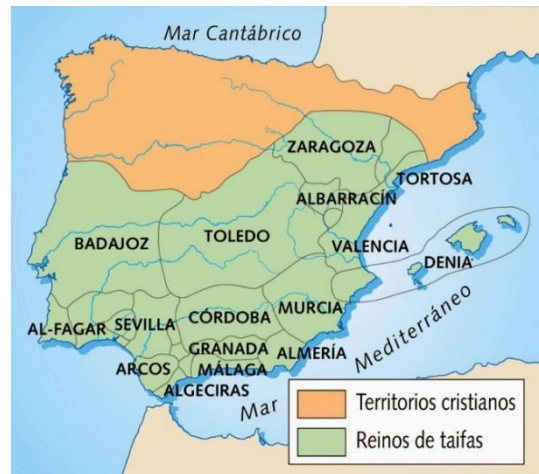 Mar Cantábrico
ZARAGOZA
TORTOSA
ALBARRACÍN
BADAJOZ
TOLEDO
VALENCIA
DENIA
AL-FAGAR
SEVILLA
CÓRDOBA
MURCIA
GRANADA
ALMERÍA
ARCOS
MÁLAGA
ALGECIRAS
Mar Mediterráneo
Territorios cristianos
Reinos de taifas